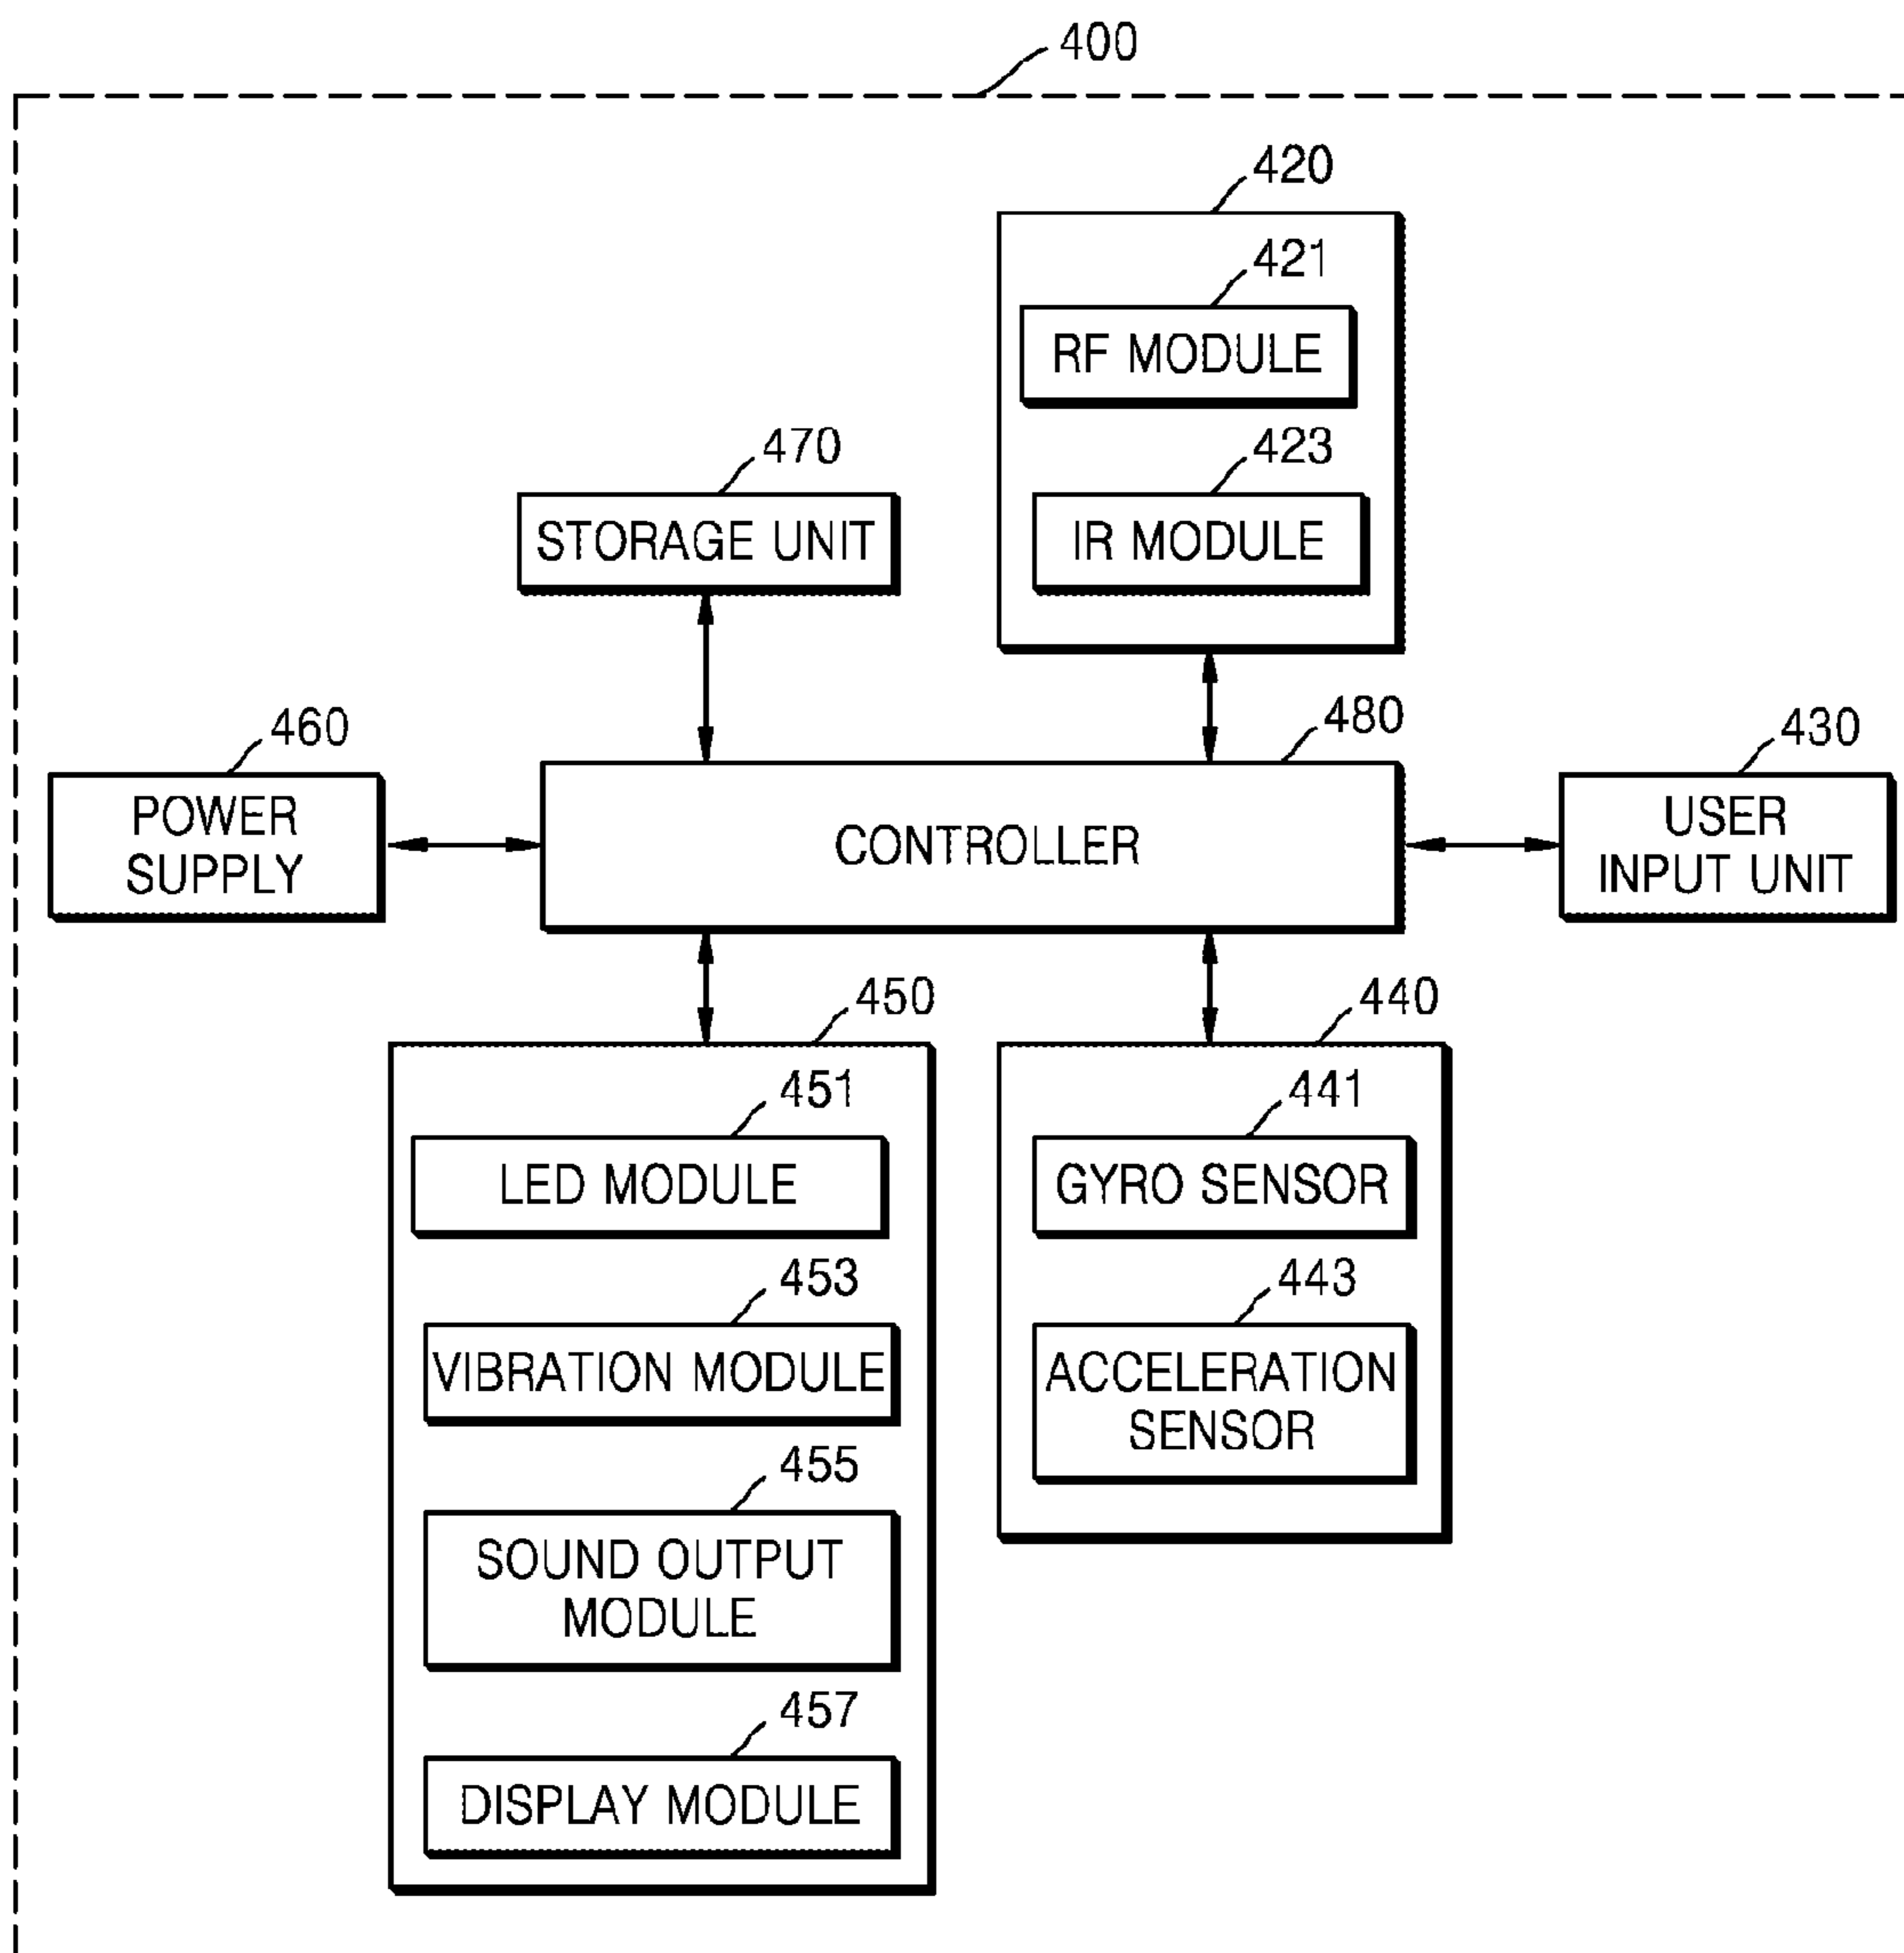 400
420
421
RF MODULE
423
IR MODULE
470
STORAGE UNIT
460
POWER
SUPPLY
480
CONTROLLER
430
USER
INPUT UNIT
450
451
LED MODULE
453
VIBRATION MODULE
455
SOUND OUTPUT
MODULE
457
DISPLAY MODULE
440
441
GYRO SENSOR
443
ACCELERATION
SENSOR